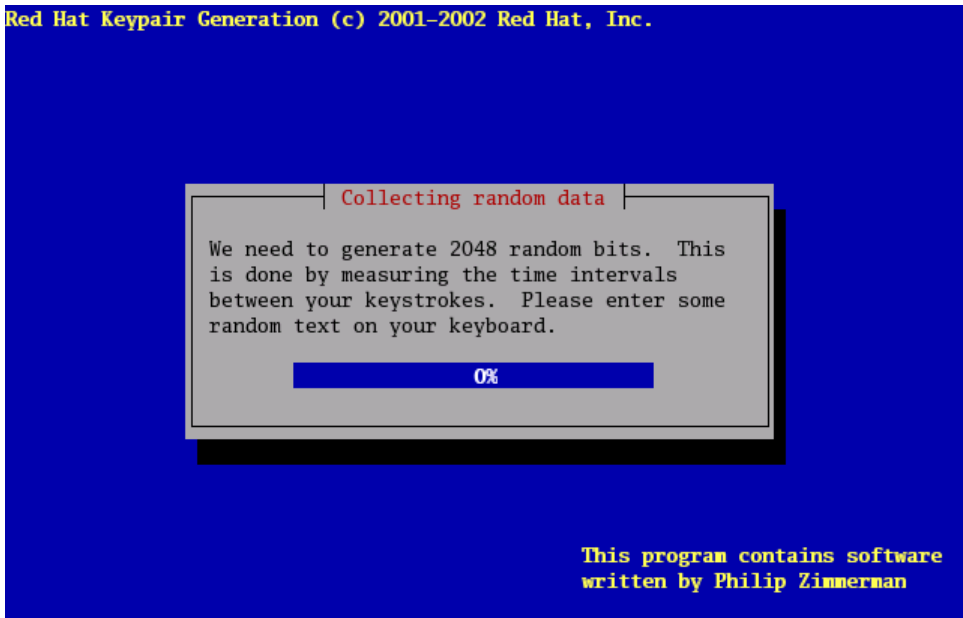 Red Hat Keypair Generation (c) 2001-2002 Red Hat, Inc.
Collecting random data
We need to generate 2048 random bits.  This
is done by measuring the time intervals
between your keystrokes.  Please enter some
random text on your keyboard.
0%
This program contains software
written by Philip Zimmerman